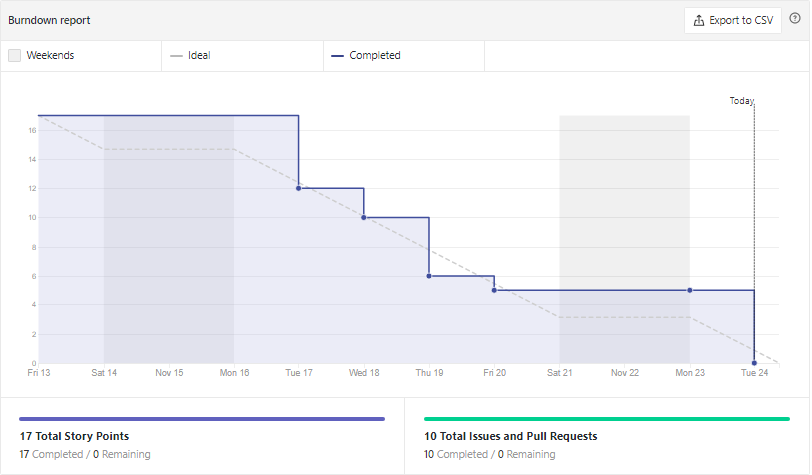 Burndown report
Export to CSV
Weekends
Ideal
Completed
Today
16
14
12
10
8
6
4
2
0
Fri 13 Sat 14 Nov 15 Mon 16 Tue 17 Wed 18 Thu 19 Fri 20 Sat 21 Nov 22 Mon 23 Tue 24
17 Total Story Points
17 Completed / 0 Remaining
10 Total Issues and Pull Requests
10 Completed / 0 Remaining